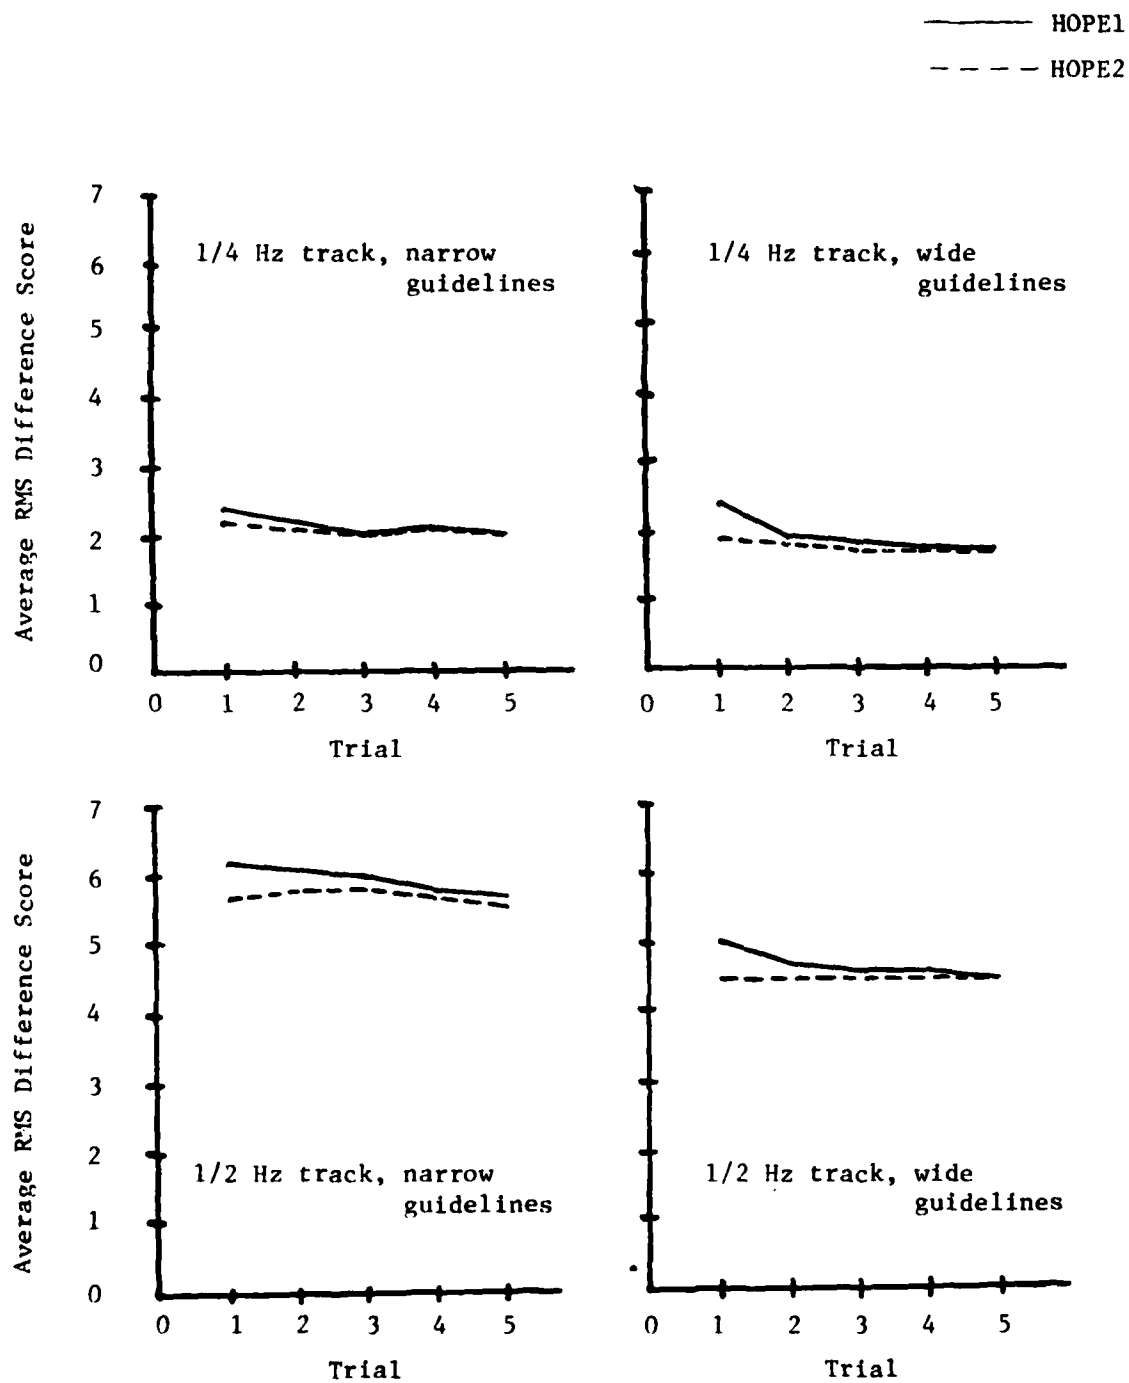 HOPE1
HOPE2
7
6
5
4
3
2
1
0
Average RMS Difference Score
1/4 Hz track, narrow
guidelines
0 1 2 3 4 5
Trial
1/4 Hz track, wide
guidelines
0 1 2 3 4 5
Trial
7
6
5
4
3
2
1
0
Average RMS Difference Score
1/2 Hz track, narrow
guidelines
0 1 2 3 4 5
Trial
1/2 Hz track, wide
guidelines
0 1 2 3 4 5
Trial